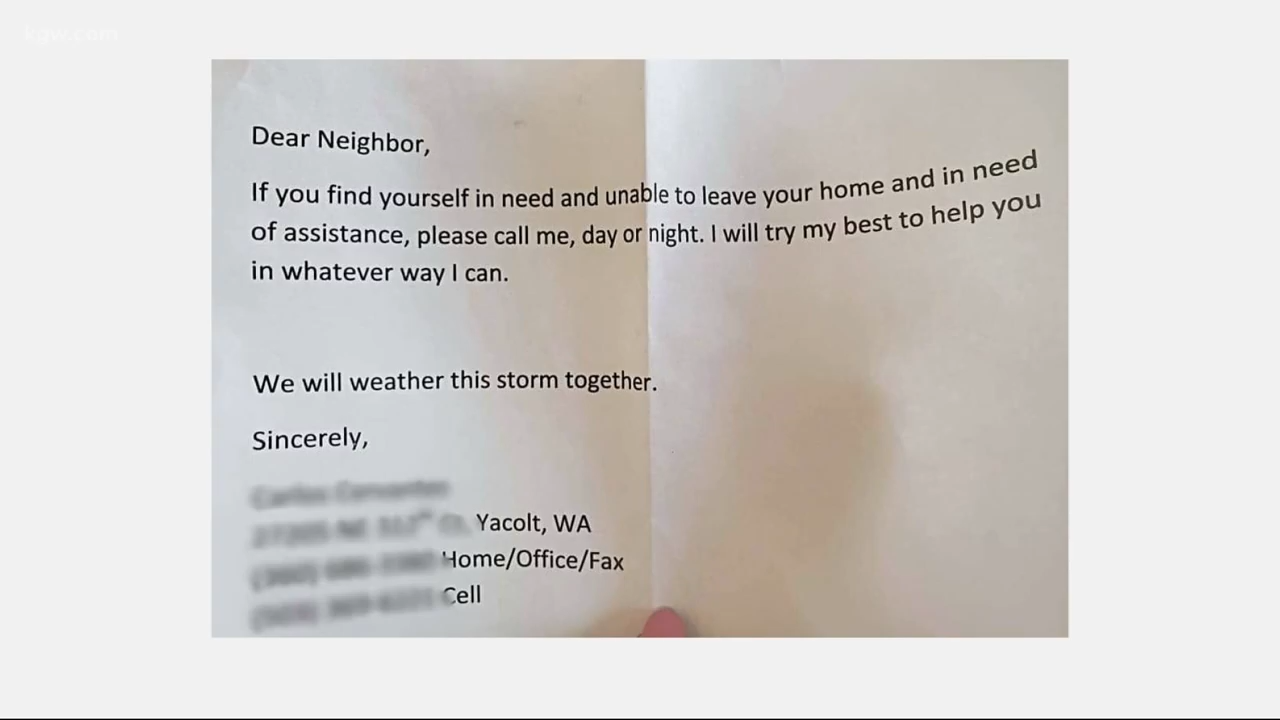 kgw.com
Dear Neighbor,
If you find yourself in need and unable to leave your home and in need
of assistance, please call me, day or night. I will try my best to help you
in whatever way I can.
We will weather this storm together.
Sincerely,
Yacolt, WA
Home/Office/Fax
Cell